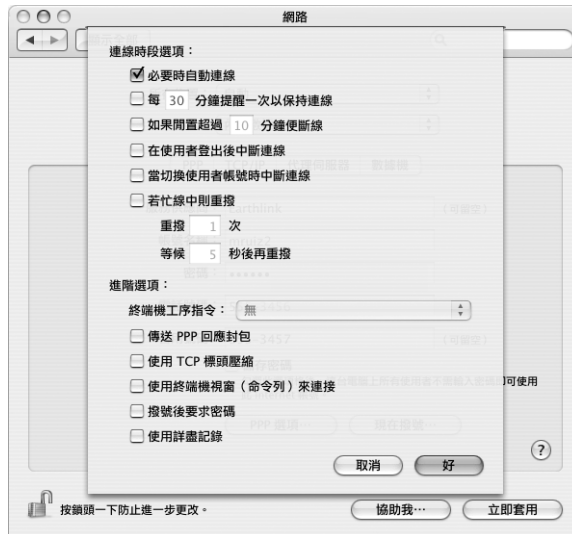 網路
連線時段選項：
必要時自動連線
每 30 分鐘提醒一次以保持連線
如果閒置超過 10 分鐘便斷線
在使用者登出後中斷連線
當切換使用者帳號時中斷連線
若忙線中則重撥
重撥 1 次
等候 5 秒後再重撥
進階選項：
終端機工序指令： 無
傳送 PPP 回應封包
使用 TCP 標頭壓縮
使用終端機視窗（命令列）來連接
撥號後要求密碼
使用詳盡記錄
可使用
PPP 選項…
取消 好
?
按鎖頭一下防止進一步更改。
協助我… 立即套用